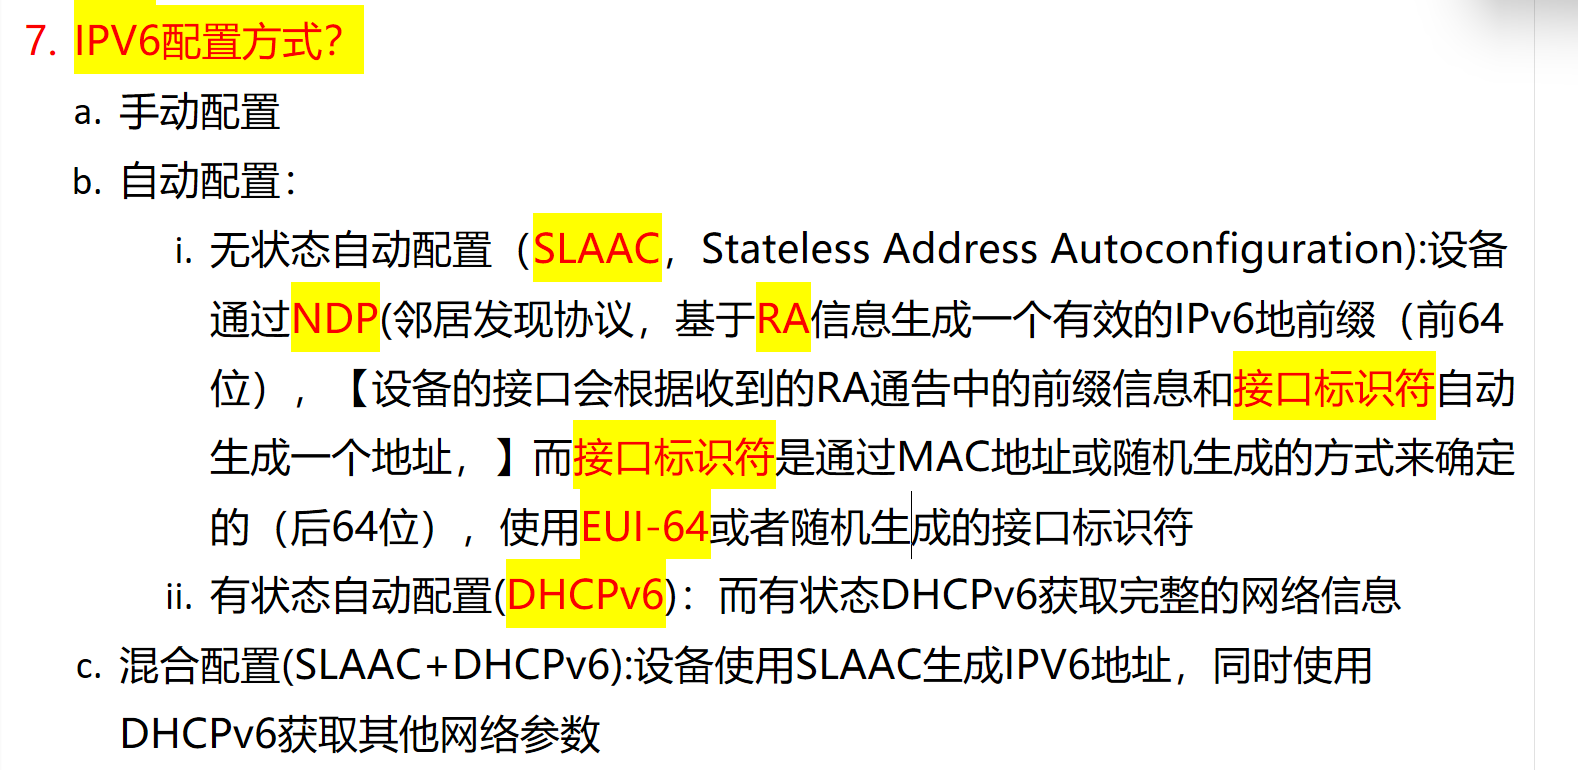 7. IPV6配置方式？
a. 手动配置
b. 自动配置：
i. 无状态自动配置（SLAAC，Stateless Address Autoconfiguration):设备
通过NDP(邻居发现协议，基于RA信息生成一个有效的IPv6地前缀（前64
位），【设备的接口会根据收到的RA通告中的前缀信息和接口标识符自动
生成一个地址，】而接口标识符是通过MAC地址或随机生成的方式来确定
的（后64位），使用EUI-64或者随机生成的接口标识符
ii. 有状态自动配置(DHCPv6)：而有状态DHCPv6获取完整的网络信息
c. 混合配置(SLAAC+DHCPv6):设备使用SLAAC生成IPV6地址，同时使用
DHCPv6获取其他网络参数